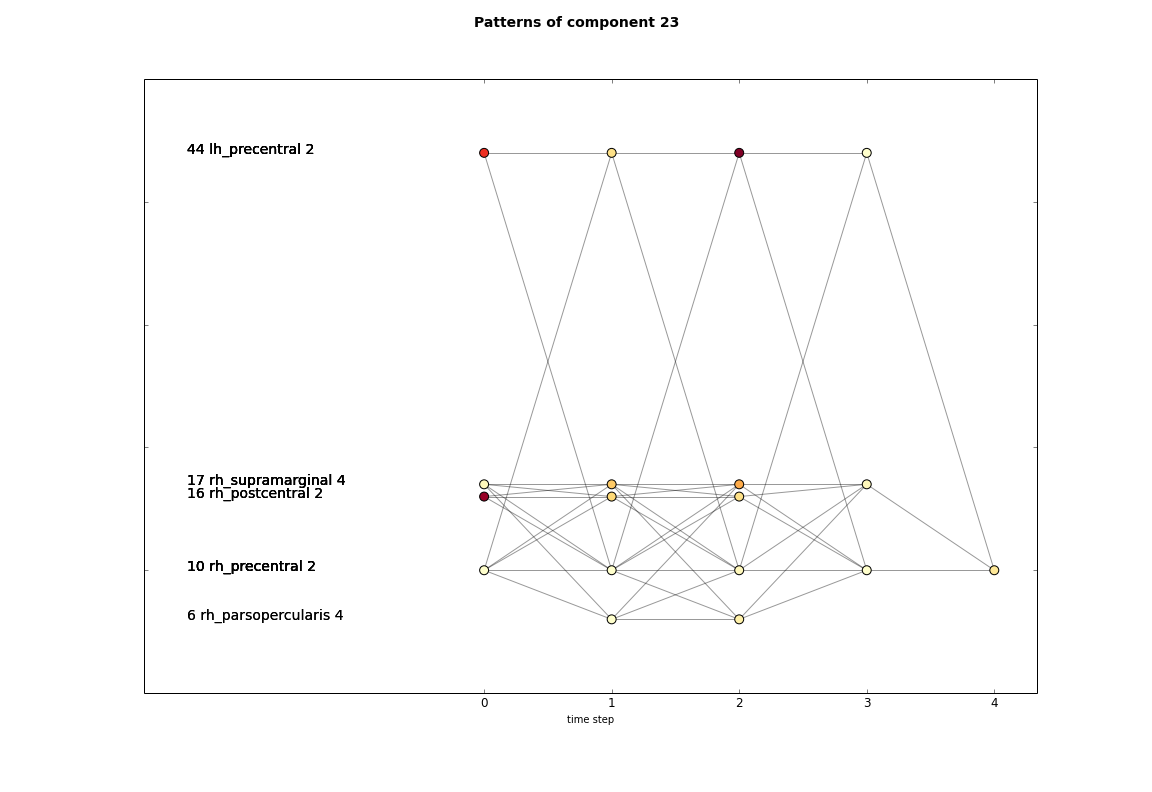 Patterns of component 23
44 lh_precentral 2
17 rh_supramarginal 4
16 rh_postcentral 2
10 rh_precentral 2
6 rh_parsopercularis 4
0 1 2 3 4
time step